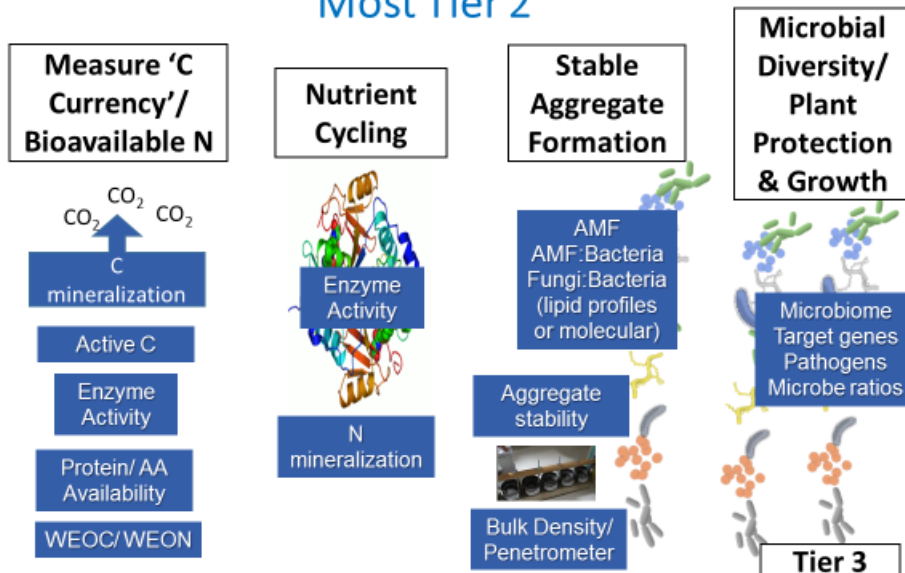 Most Tier 2
Measure ‘C
Currency’/
Bioavailable N
CO2
CO2
CO2
C
mineralization
Active C
Enzyme
Activity
Protein/ AA
Availability
WEOC/ WEON
Nutrient
Cycling
Enzyme
Activity
N
mineralization
Stable
Aggregate
Formation
AMF
AMF:Bacteria
Fungi:Bacteria
(lipid profiles
or molecular)
Aggregate
stability
Bulk Density/
Penetrometer
Microbial
Diversity/
Plant
Protection
& Growth
Microbiome
Target genes
Pathogens
Microbe ratios
Tier 3